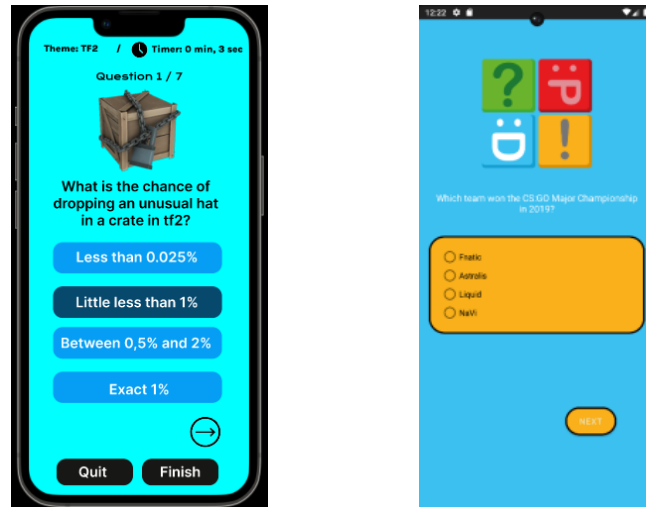 Theme: TF2 / Timer: 0 min, 3 sec
Question 1 / 7
What is the chance of
dropping an unusual hat
in a crate in tf2?
Less than 0.025%
Little less than 1%
Between 0,5% and 2%
Exact 1%
Quit
Finish
12:22
?
:P
:D
!
Which team won the CS:GO Major Championship
in 2019?
Fnatic
Astralis
Liquid
NaVi
NEXT